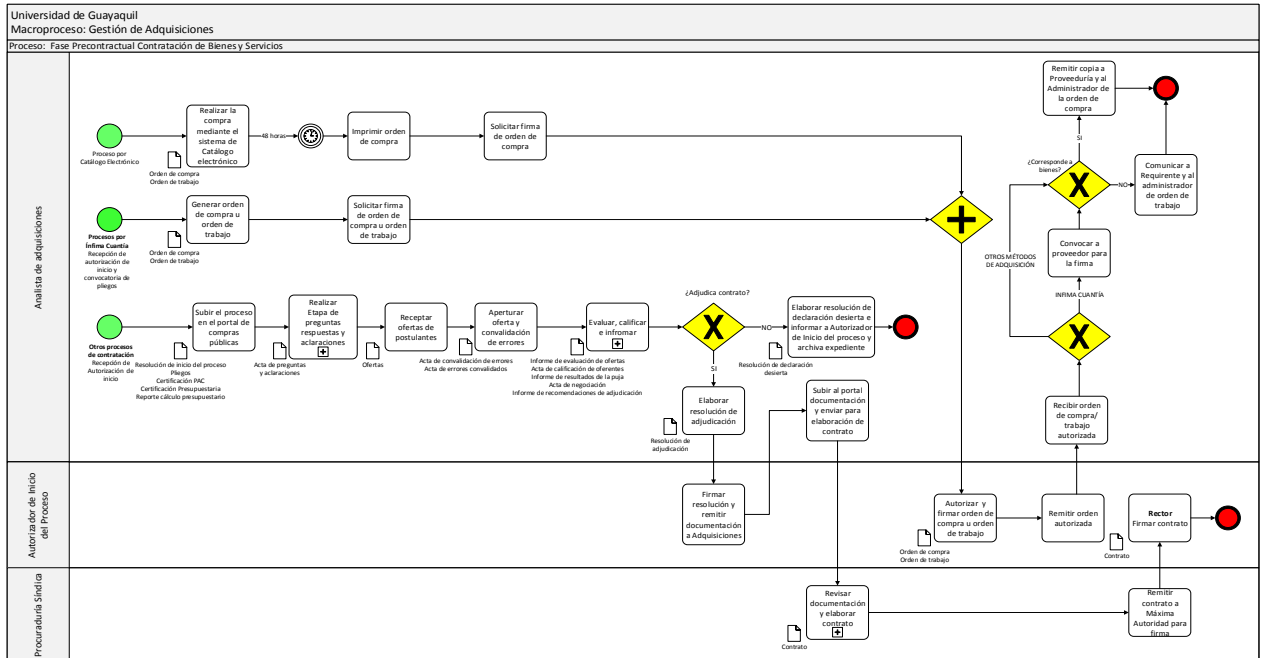 Universidad de Guayaquil
Macroproceso: Gestión de Adquisiciones
Proceso: Fase Precontractual Contratación de Bienes y Servicios
Analista de adquisiciones
Proceso por
Catálogo Electrónico
Realizar la
compra
mediante el
sistema de
Catálogo
electrónico
Orden de compra
Orden de trabajo
48 horas
Imprimir orden
de compra
Solicitar firma
de orden de
compra
Procesos por
Ínfima Cuantía
Recepción de
autorización de
inicio y
convocatoria de
pliegos
Generar orden
de compra u
orden de
trabajo
Orden de compra
Orden de trabajo
Solicitar firma
de orden de
compra u orden
de trabajo
Otros procesos
de contratación
Recepción de
Autorización de
inicio
Subir el proceso
en el portal de
compras
públicas
Resolución de inicio del proceso
Pliegos
Certificación PAC
Certificación Presupuestaria
Reporte cálculo presupuestario
Realizar
Etapa de
preguntas
respuestas y
aclaraciones
Acta de preguntas
y aclaraciones
Receptar
ofertas de
postulantes
Ofertas
Aperturar
oferta y
convalidación
de errores
Acta de convalidación de errores
Acta de errores convalidados
Evaluar, calificar
e infromar
Informe de evaluación de ofertas
Acta de calificación de oferentes
Informe de resultados de la puja
Acta de negociación
Informe de recomendaciones de adjudicación
¿Adjudica contrato?
NO
SI
Elaborar resolución de
declaración desierta e
informar a Autorizador
de Inicio del proceso y
archiva expediente
Resolución de declaración
desierta
Elaborar
resolución de
adjudicación
Resolución de
adjudicación
Subir al portal
documentación
y enviar para
elaboración de
contrato
Remitir copia a
Proveeduría y al
Administrador de
la orden de
compra
SI
¿Corresponde a
bienes?
NO
Comunicar a
Requirente y al
administrador
de orden de
trabajo
OTROS MÉTODOS
DE ADQUISICIÓN
Convocar a
proveedor para
la firma
INFIMA CUANTÍA
Recibir orden
de compra/
trabajo
autorizada
Autorizador de Inicio
del Proceso
Firmar
resolución y
remitir
documentación
a Adquisiciones
Autorizar y
firmar orden de
compra u orden
de trabajo
Orden de compra
Orden de trabajo
Remitir orden
autorizada
Rector
Firmar contrato
Contrato
Procuraduría Síndica
Revisar
documentación
y elaborar
contrato
Contrato
Remitir
contrato a
Máxima
Autoridad para
firma